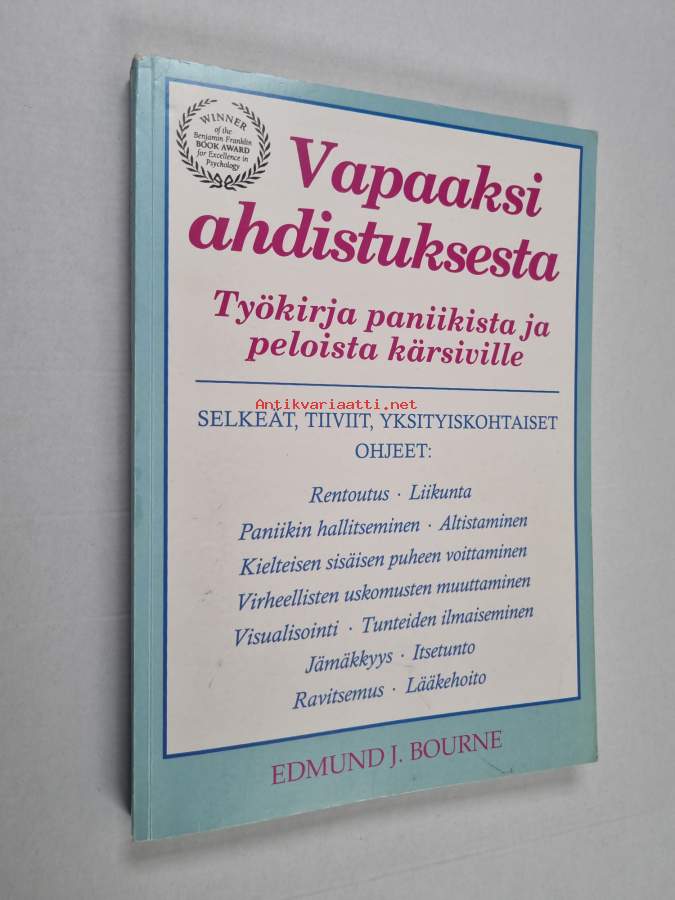 WINNER
of the
Benjamin Franklin
BOOK AWARD
for Excellence in
Psychology
Vapaaksi
ahdistuksesta
Työkirja paniikista ja
peloista kärsiville
Antikvariaatti.net
SELKEÄT, TIIVIIT, YKSITYISKOHTAISET
OHJEET:
Rentoutus · Liikunta
Paniikin hallitseminen · Altistaminen
Kielteisen sisäisen puheen voittaminen
Virheellisten uskomusten muuttaminen
Visualisointi · Tunteiden ilmaiseminen
Jämäkkyys · Itsetunto
Ravitsemus · Lääkehoito
EDMUND J. BOURNE